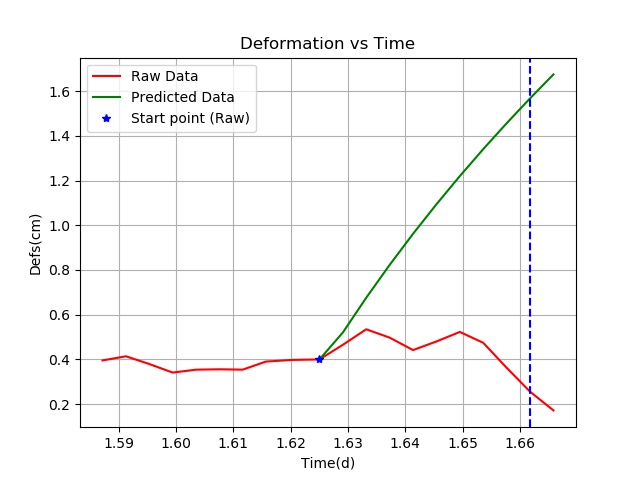 Deformation vs Time
Raw Data
Predicted Data
Start point (Raw)
Defs(cm)
1.6
1.4
1.2
1.0
0.8
0.6
0.4
0.2
1.59 1.60 1.61 1.62 1.63 1.64 1.65 1.66
Time(d)